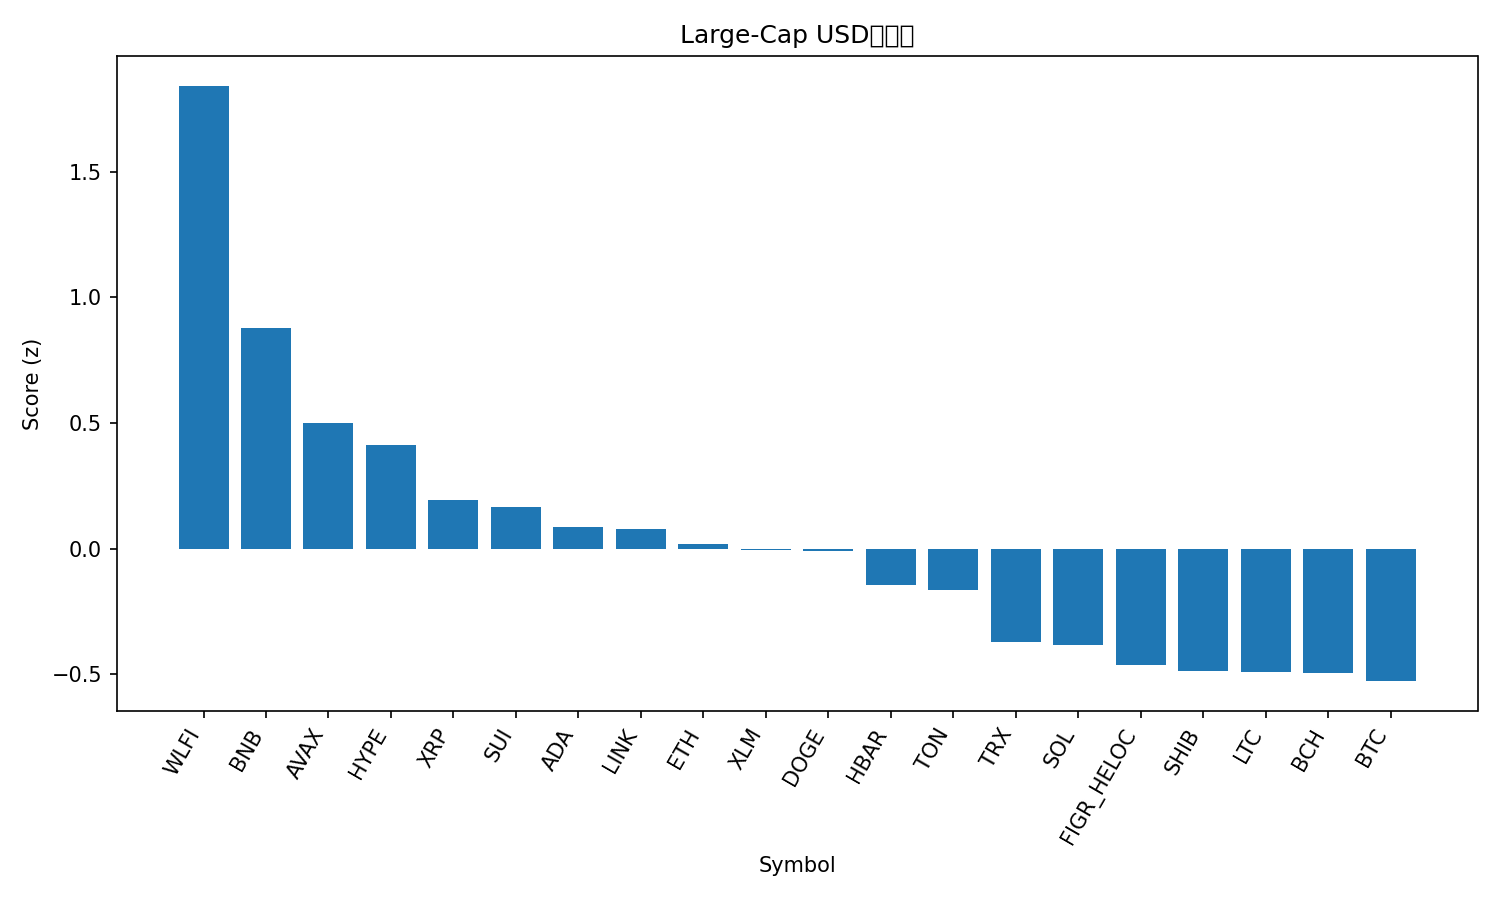 Large-Cap USD
Score (z)
1.5
1.0
0.5
0.0
−0.5
WLFI
BNB
AVAX
HYPE
XRP
SUI
ADA
LINK
ETH
XLM
DOGE
HBAR
TON
TRX
SOL
FIGR_HELOC
SHIB
LTC
BCH
BTC
Symbol